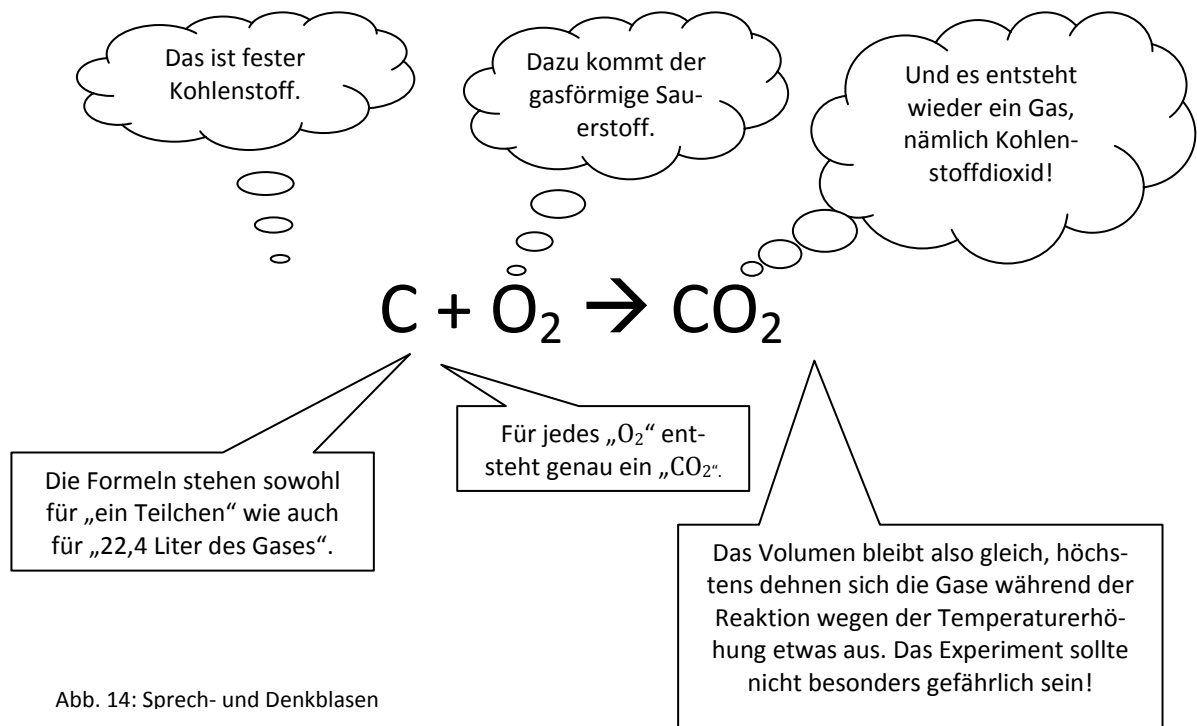 Das ist fester
Kohlenstoff.
Dazu kommt der
gasförmige Sau-
erstoff.
Und es entsteht
wieder ein Gas,
nämlich Kohlen-
stoffdioxid!
C + O₂ → CO₂
Die Formeln stehen sowohl
für „ein Teilchen“ wie auch
für „22,4 Liter des Gases“.
Für jedes „O₂“ ent-
steht genau ein „CO₂“.
Das Volumen bleibt also gleich, höchs-
tens dehnen sich die Gase während der
Reaktion wegen der Temperaturerhö-
hung etwas aus. Das Experiment sollte
nicht besonders gefährlich sein!
Abb. 14: Sprech- und Denkblasen